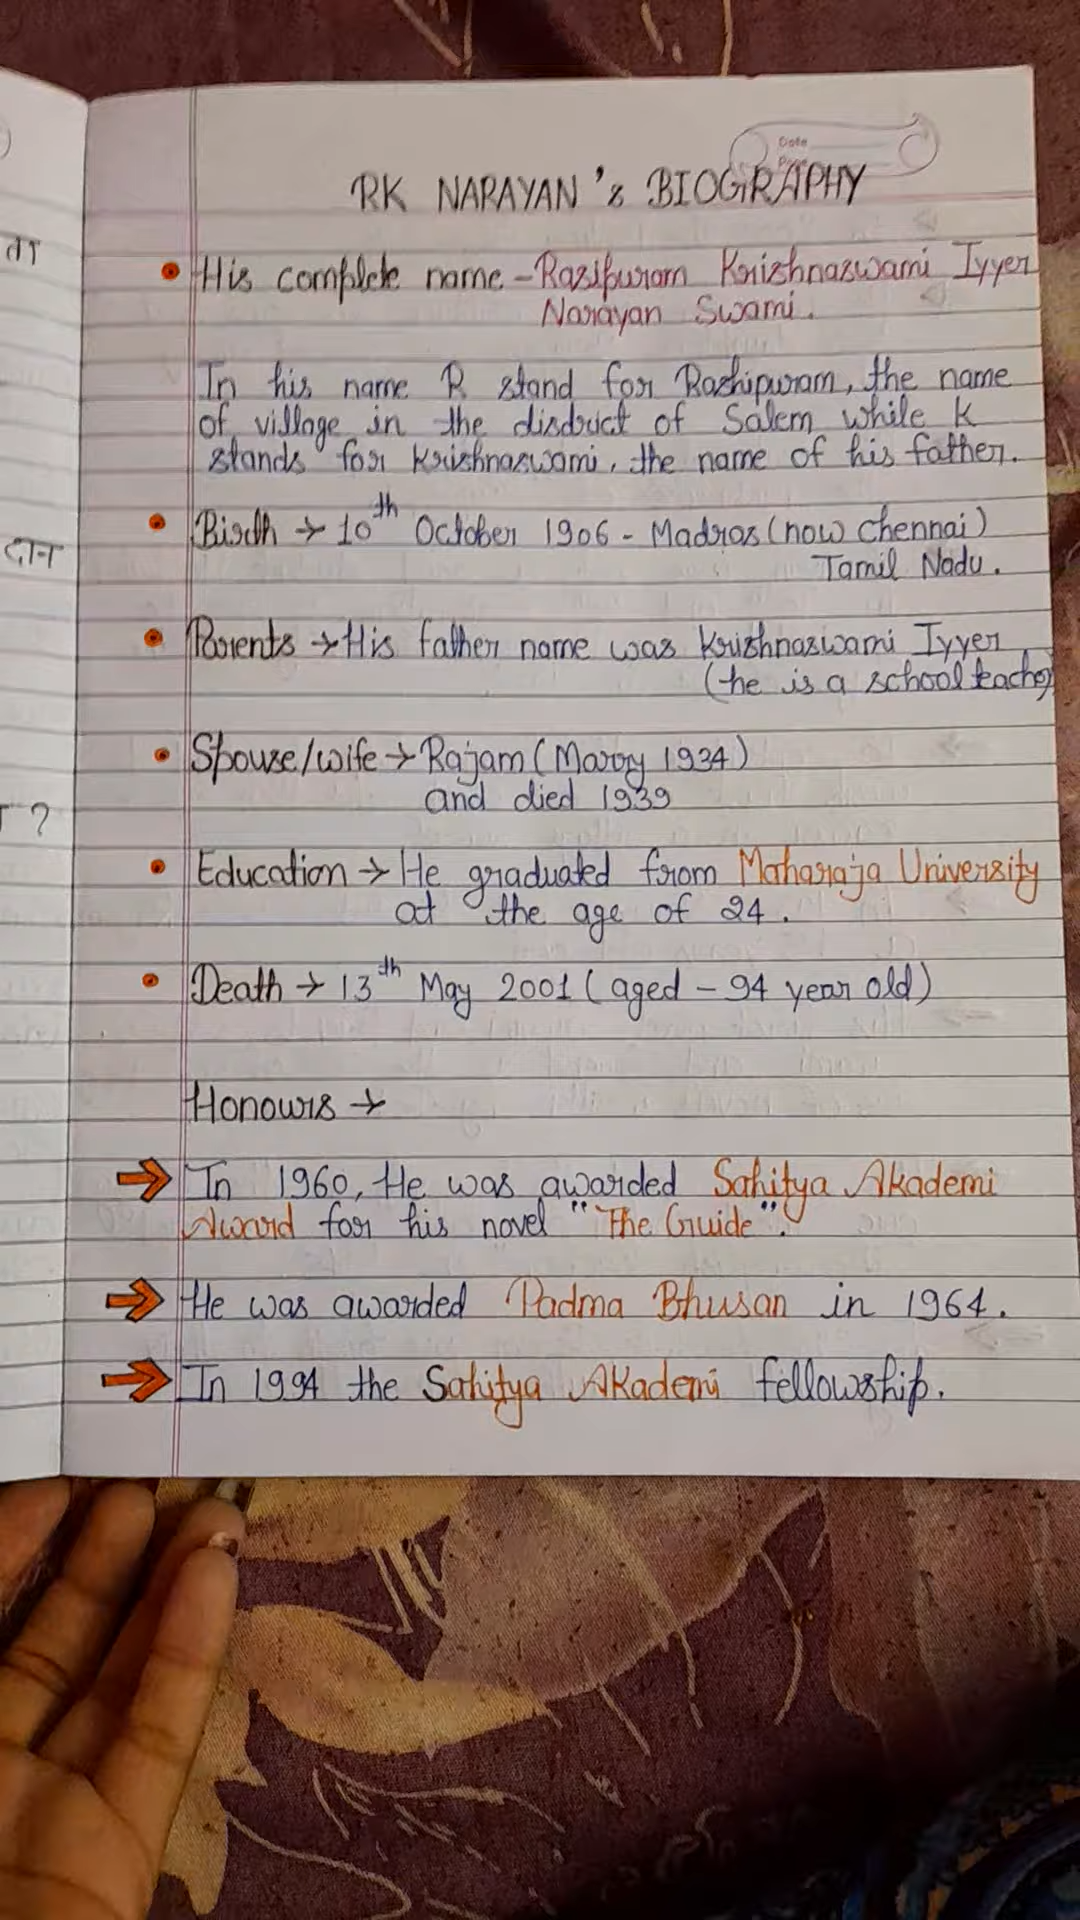 Date
RK NARAYAN's BIOGRAPHY
वा
His complete name - Rasipuram Krishnaswami Iyyer
Narayan Swami.
In his name R stand for Rashipuram, the name
of village in the disdruct of Salem while K
stands for Krishnaswami, the name of his father.
Birth → 10th October 1906 - Madras (now Chennai)
Tamil Nadu.
Parents → His father name was Krishnaswami Iyyer
(he is a school teacher)
Spouse/wife → Rajam (Marry 1934)
and died 1939
?
Education → He graduated from Maharaja University
at the age of 24.
Death → 13th May 2001 (aged - 94 year old)
Honours →
In 1960, He was awarded Sahitya Akademi
Award for his novel "The Guide".
He was awarded Padma Bhusan in 1964.
In 1994 the Sahitya Akademi fellowship.